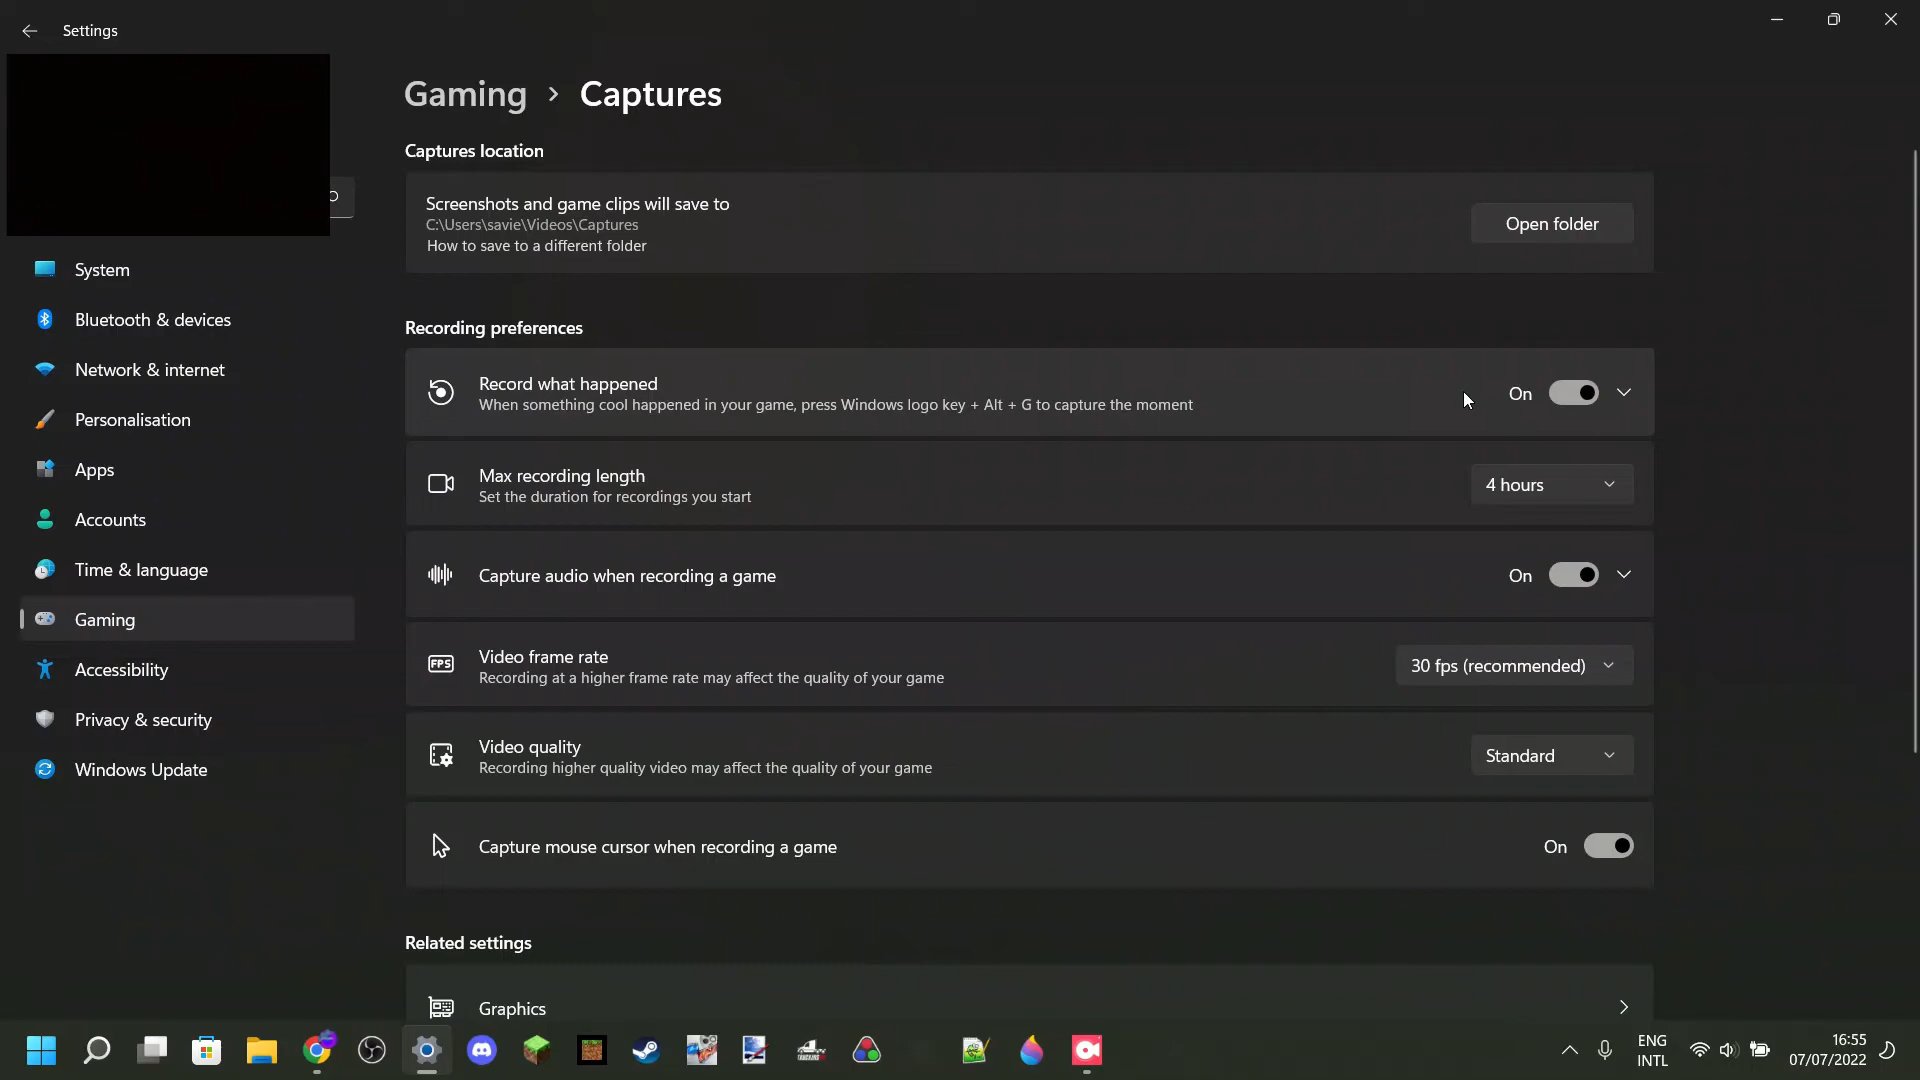 Settings
Gaming > Captures
Captures location
Screenshots and game clips will save to
C:\Users\savie\Videos\Captures
How to save to a different folder
Open folder
System
Bluetooth & devices
Network & internet
Personalisation
Apps
Accounts
Time & language
Gaming
Accessibility
Privacy & security
Windows Update
Recording preferences
Record what happened
When something cool happened in your game, press Windows logo key + Alt + G to capture the moment
On
Max recording length
Set the duration for recordings you start
4 hours
Capture audio when recording a game
On
FPS
Video frame rate
Recording at a higher frame rate may affect the quality of your game
30 fps (recommended)
Video quality
Recording higher quality video may affect the quality of your game
Standard
Capture mouse cursor when recording a game
On
Related settings
Graphics
ENG
INTL
16:55
07/07/2022